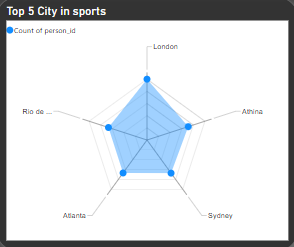 Top 5 City in sports
Count of person_id
London
Rio de ...
Athina
Atlanta
Sydney